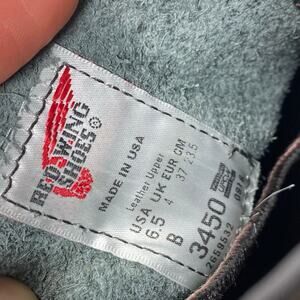 RED WING
SHOES®
MADE IN USA
Leather Upper
USA UK EUR CM
6.5 4 37 23.5
B
3450